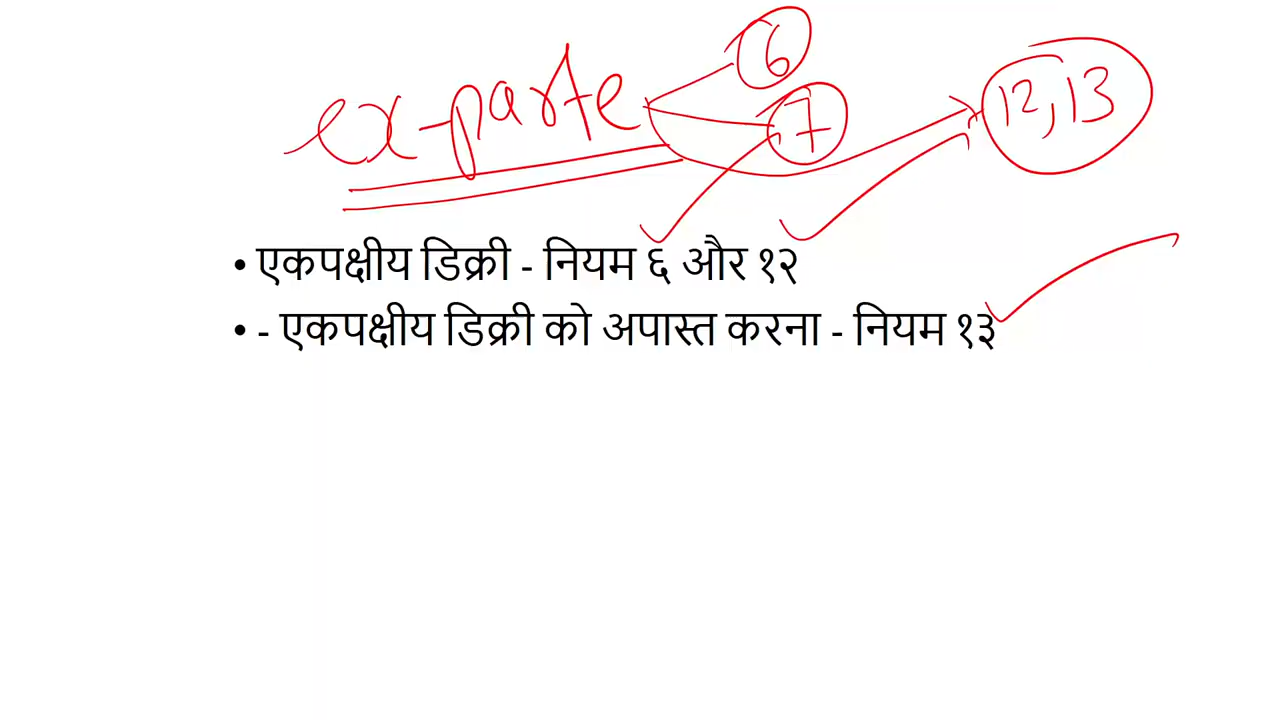 ex-parte
6
7
12, 13
• एकपक्षीय डिक्री - नियम ६ और १२
• - एकपक्षीय डिक्री को अपास्त करना - नियम १३